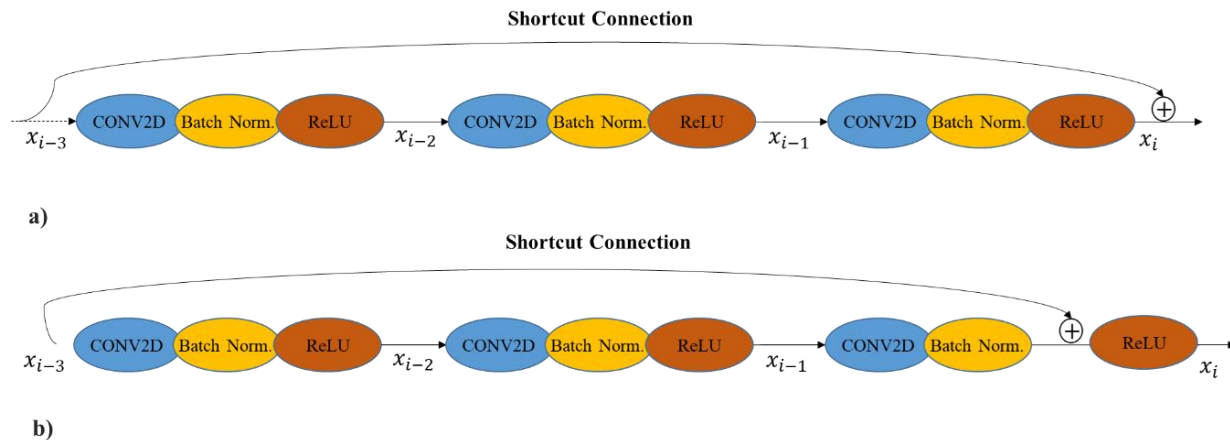 Shortcut Connection
CONV2D Batch Norm. ReLU CONV2D Batch Norm. ReLU CONV2D Batch Norm. ReLU
x_{i-3} x_{i-2} x_{i-1} x_i
a)
Shortcut Connection
CONV2D Batch Norm. ReLU CONV2D Batch Norm. ReLU CONV2D Batch Norm. ReLU
x_{i-3} x_{i-2} x_{i-1} x_i
b)